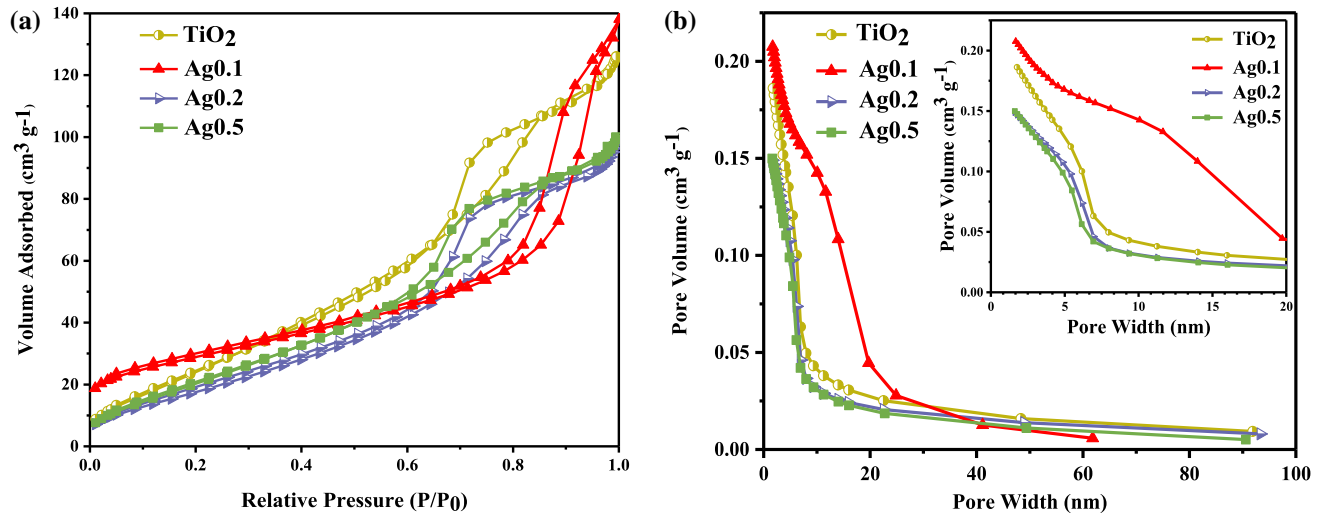 (a)
140
120
100
80
60
40
20
0
Volume Adsorbed (cm³ g-1)
TiO₂
Ag0.1
Ag0.2
Ag0.5
0.0 0.2 0.4 0.6 0.8 1.0
Relative Pressure (P/P₀)
(b)
0.20
0.15
0.10
0.05
0.00
Pore Volume (cm³ g⁻¹)
TiO₂
Ag0.1
Ag0.2
Ag0.5
0 20 40 60 80 100
Pore Width (nm)
0.20
0.15
0.10
0.05
0.00
Pore Volume (cm³ g⁻¹)
TiO₂
Ag0.1
Ag0.2
Ag0.5
0 5 10 15 20
Pore Width (nm)